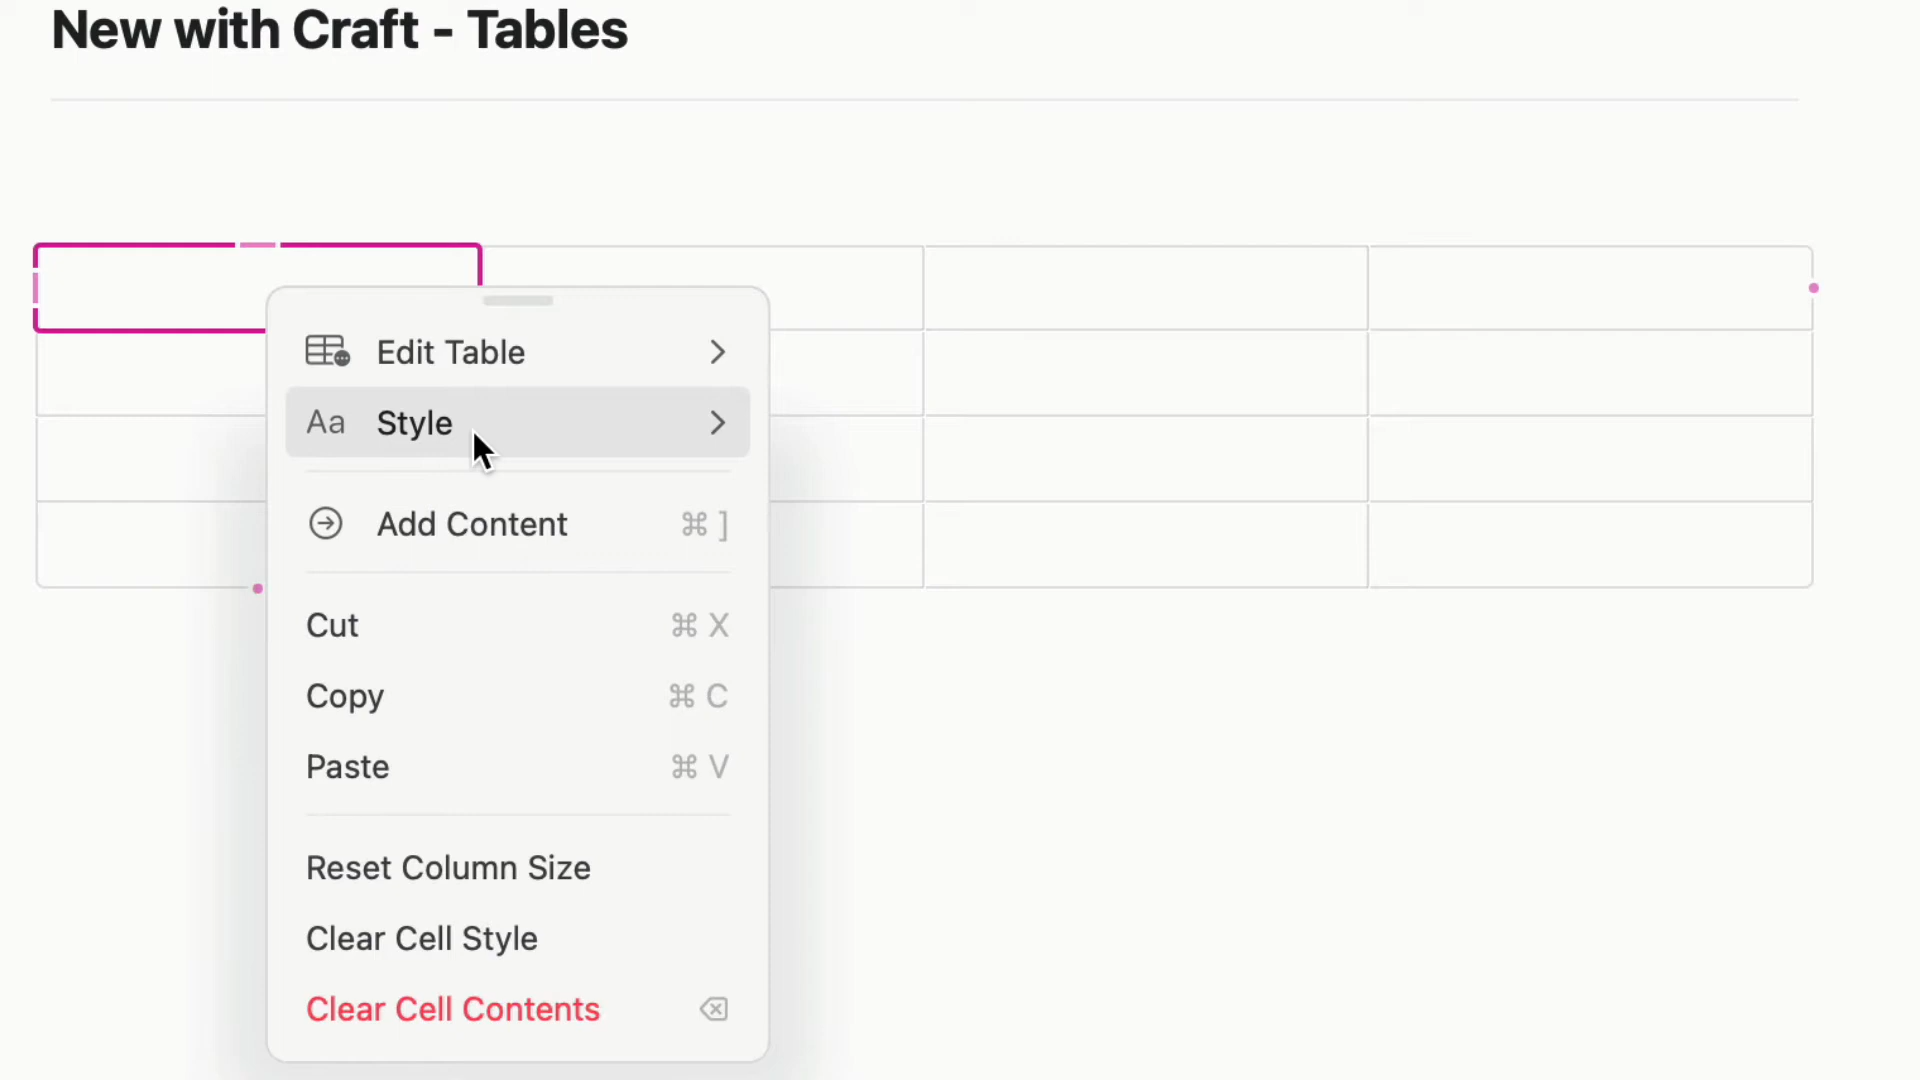 New with Craft - Tables
Edit Table
Aa Style
Add Content ⌘ ]
Cut ⌘ X
Copy ⌘ C
Paste ⌘ V
Reset Column Size
Clear Cell Style
Clear Cell Contents